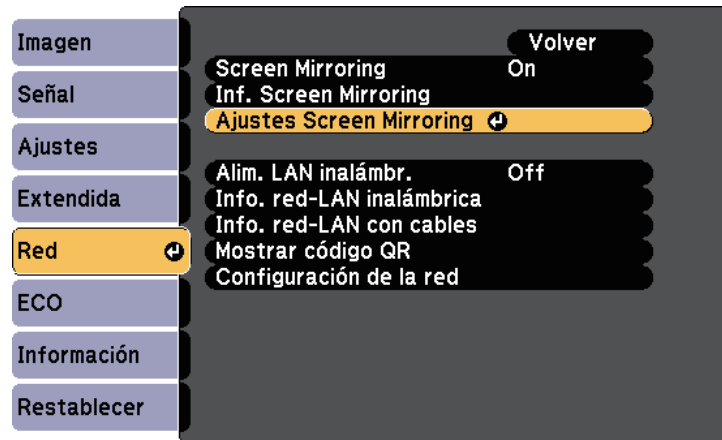 Imagen
Señal
Ajustes
Extendida
Red
ECO
Información
Restablecer
Volver
Screen Mirroring On
Inf. Screen Mirroring
Ajustes Screen Mirroring
Alim. LAN inalámbr. Off
Info. red-LAN inalámbrica
Info. red-LAN con cables
Mostrar código QR
Configuración de la red